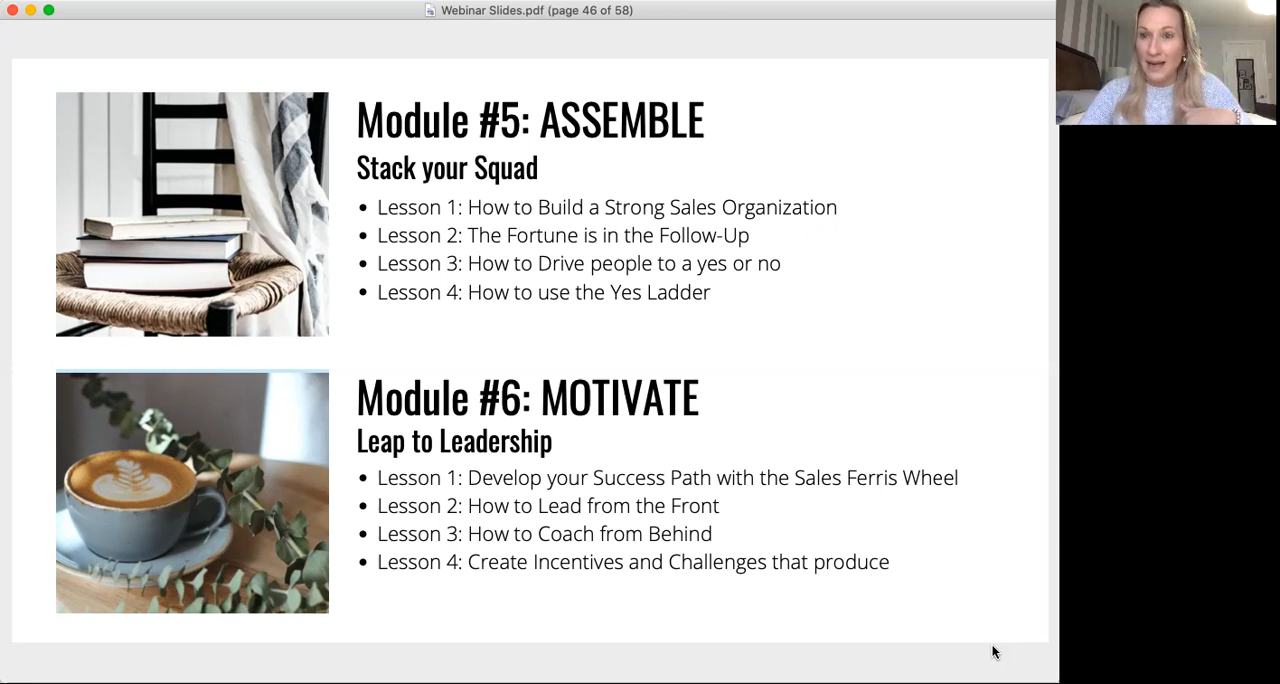 Webinar Slides.pdf (page 46 of 58)
Module #5: ASSEMBLE
Stack your Squad
• Lesson 1: How to Build a Strong Sales Organization
• Lesson 2: The Fortune is in the Follow-Up
• Lesson 3: How to Drive people to a yes or no
• Lesson 4: How to use the Yes Ladder
Module #6: MOTIVATE
Leap to Leadership
• Lesson 1: Develop your Success Path with the Sales Ferris Wheel
• Lesson 2: How to Lead from the Front
• Lesson 3: How to Coach from Behind
• Lesson 4: Create Incentives and Challenges that produce